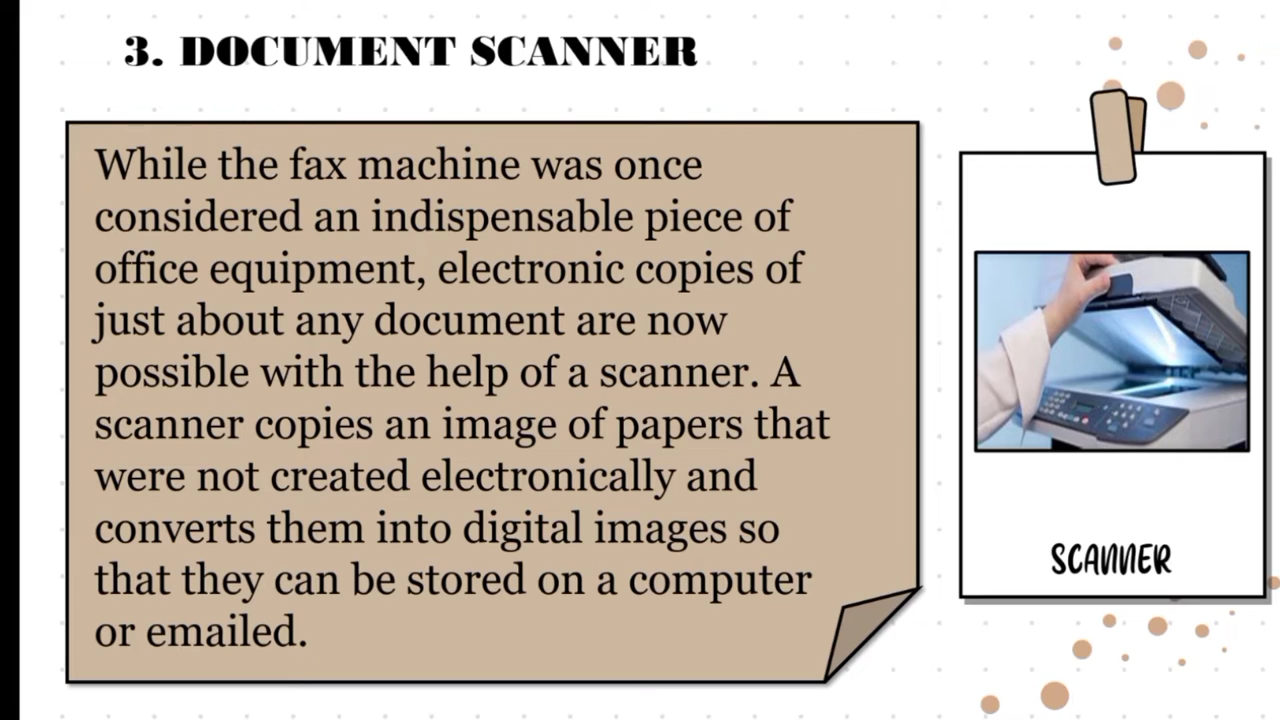 3. DOCUMENT SCANNER
While the fax machine was once
considered an indispensable piece of
office equipment, electronic copies of
just about any document are now
possible with the help of a scanner. A
scanner copies an image of papers that
were not created electronically and
converts them into digital images so
that they can be stored on a computer
or emailed.
SCANNER